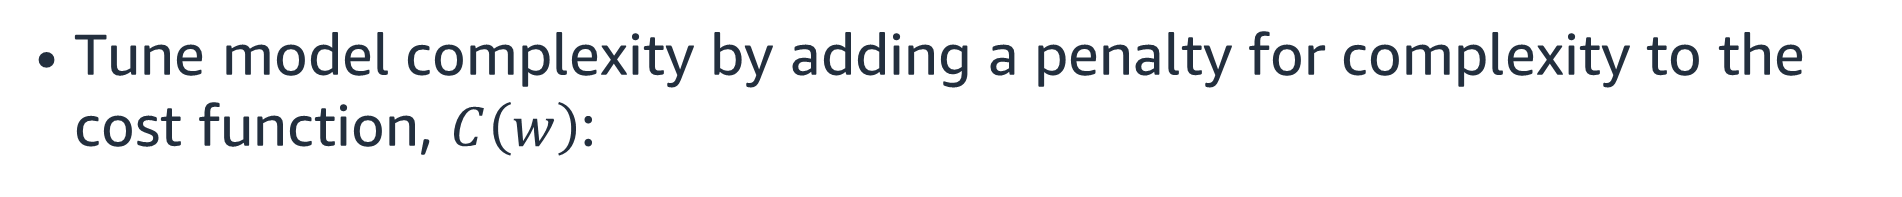 • Tune model complexity by adding a penalty for complexity to the
cost function, C(w):